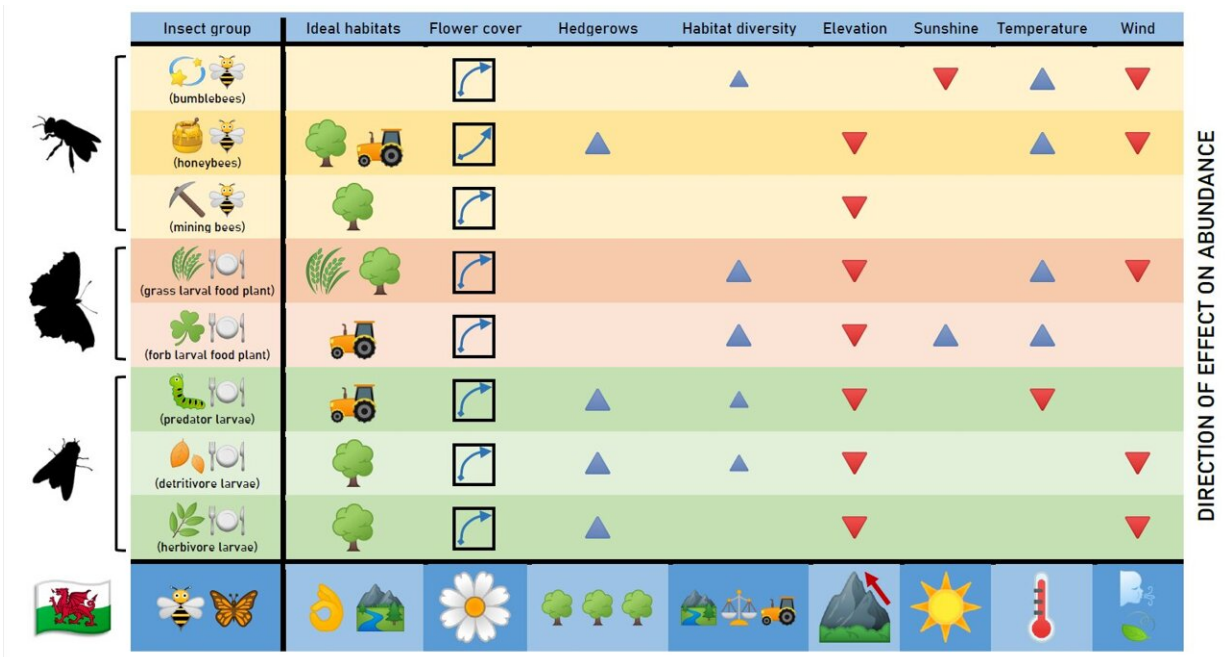 Insect group Ideal habitats Flower cover Hedgerows Habitat diversity Elevation Sunshine Temperature Wind
(bumblebees)
(honeybees)
(mining bees)
(grass larval food plant)
(forb larval food plant)
(predator larvae)
(detritivore larvae)
(herbivore larvae)
DIRECTION OF EFFECT ON ABUNDANCE